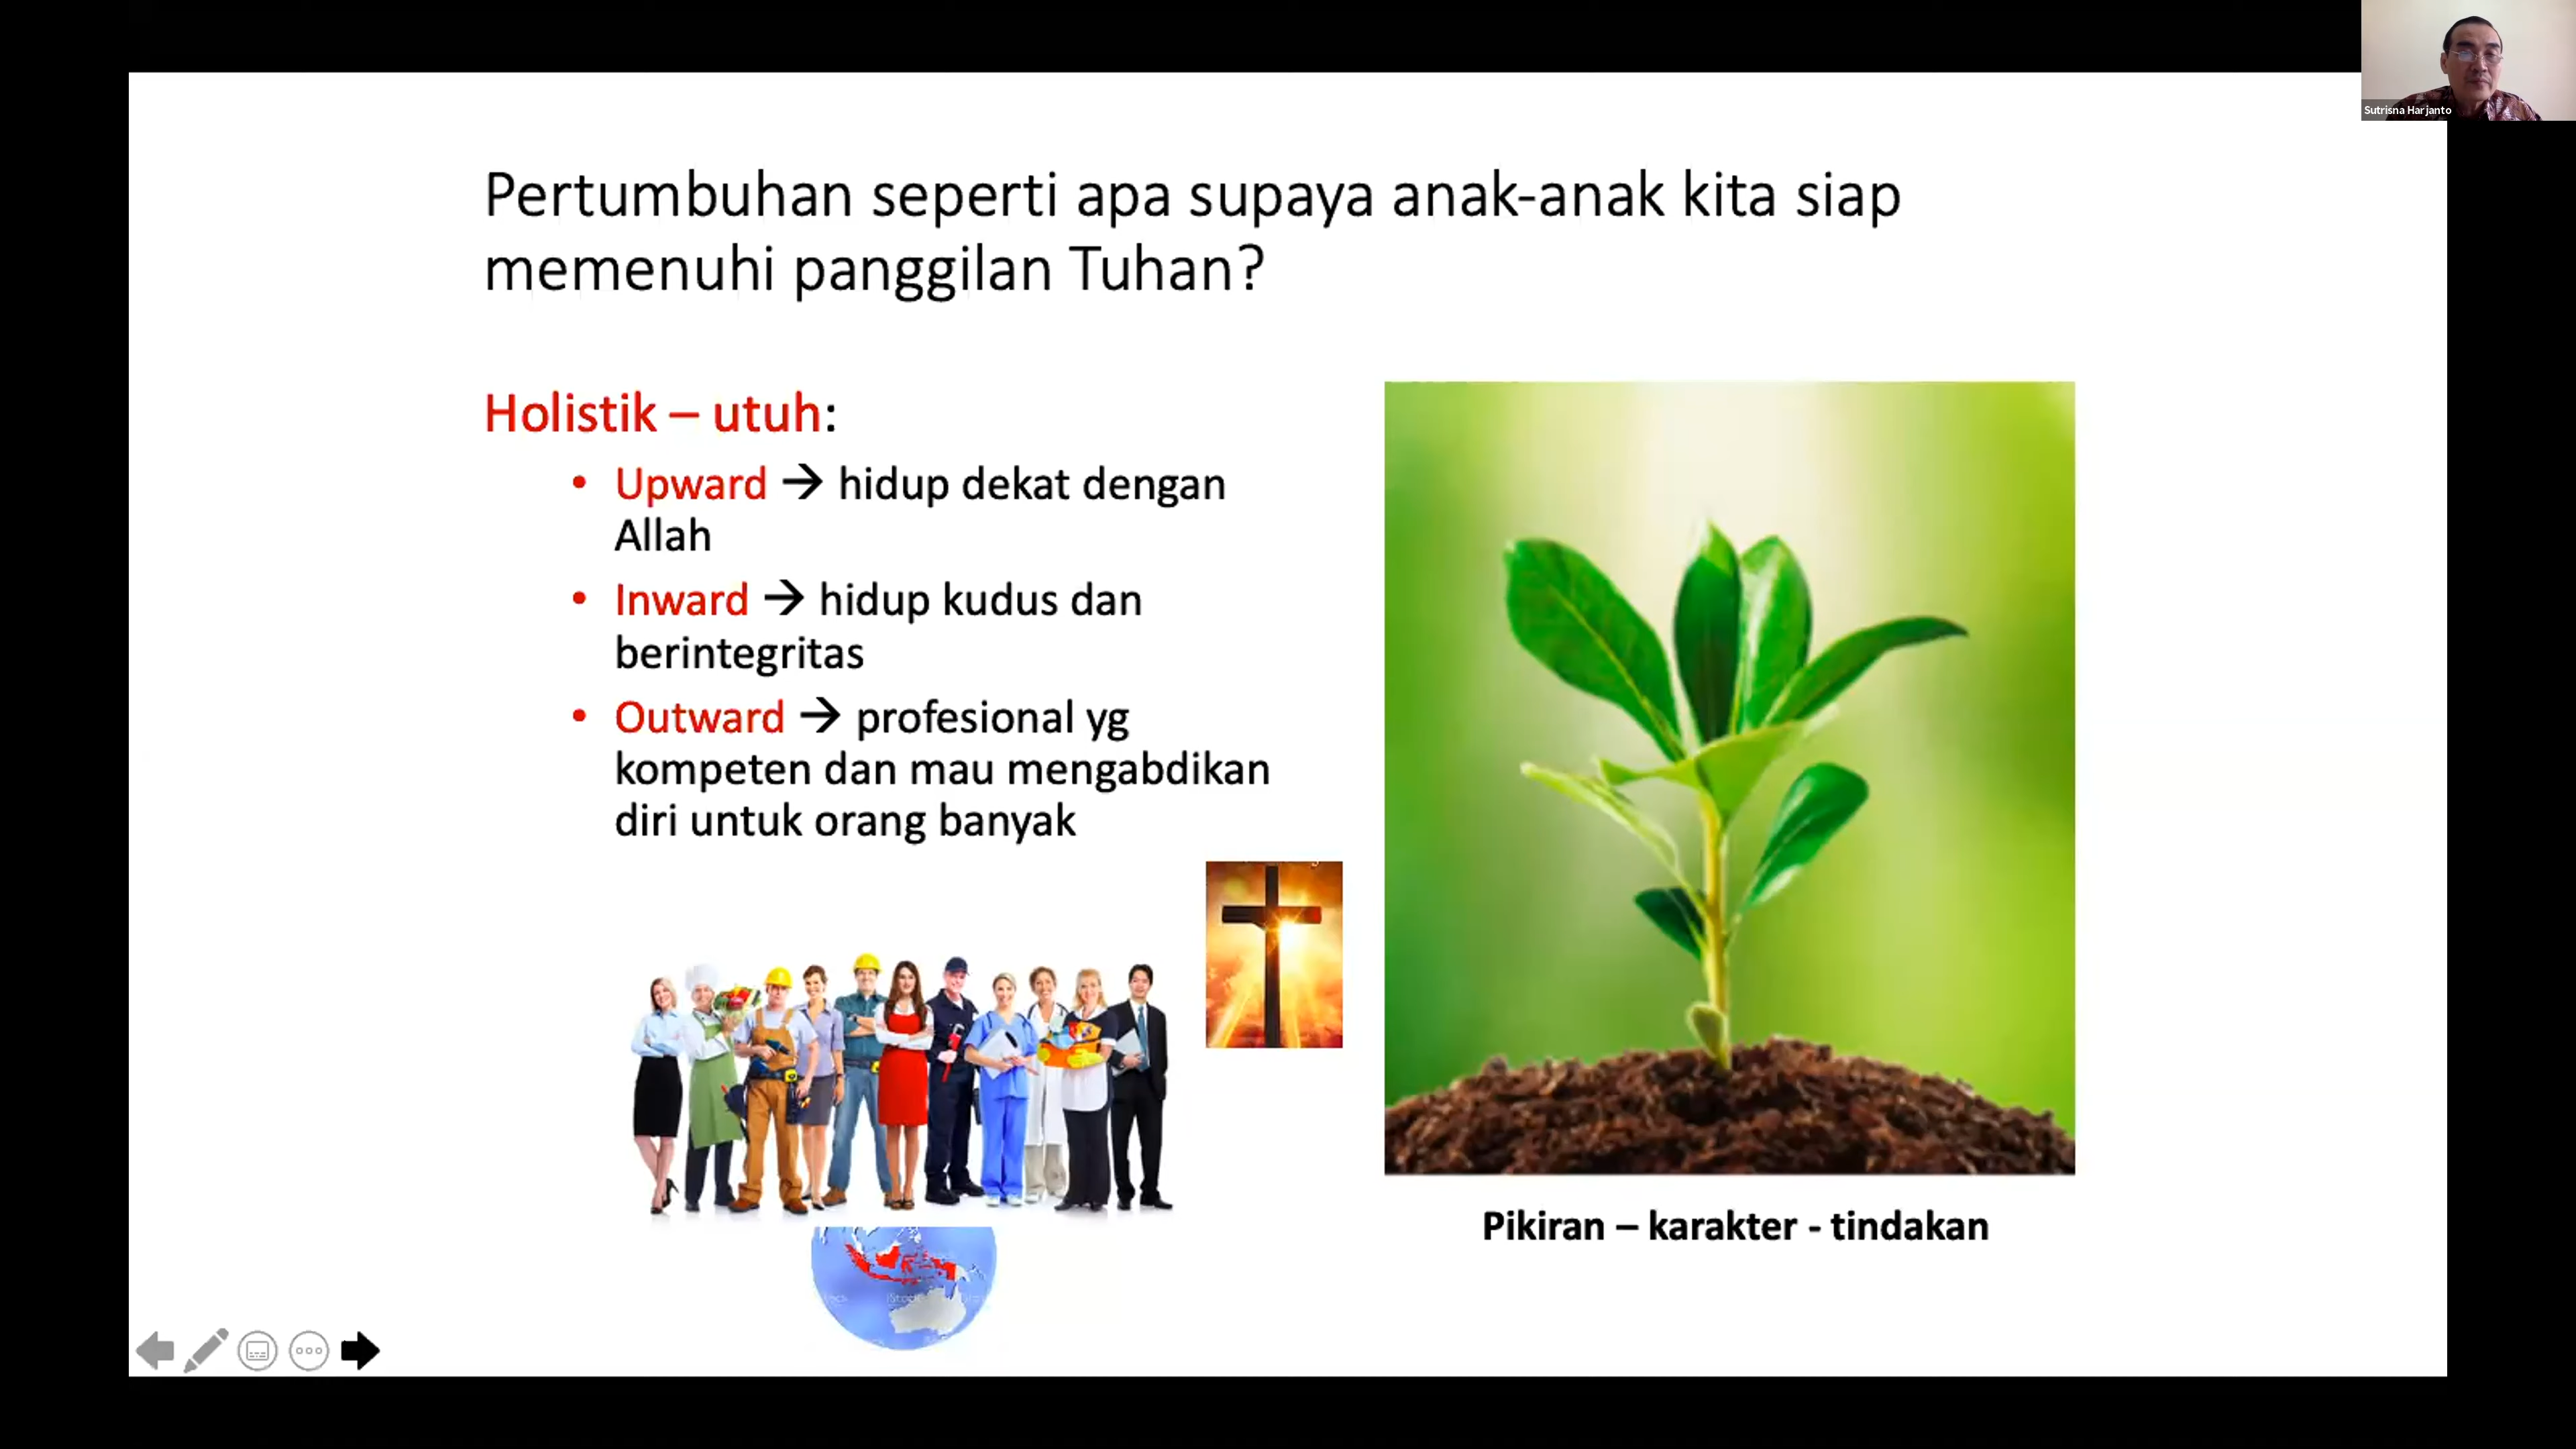 Sutrisna Harjanto
Pertumbuhan seperti apa supaya anak-anak kita siap
memenuhi panggilan Tuhan?
Holistik – utuh:
• Upward → hidup dekat dengan
Allah
• Inward → hidup kudus dan
berintegritas
• Outward → profesional yg
kompeten dan mau mengabdikan
diri untuk orang banyak
Pikiran – karakter - tindakan